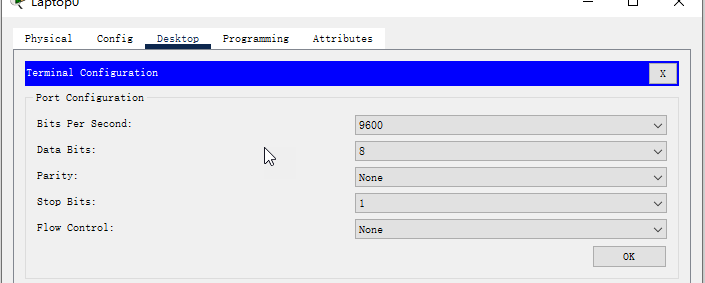 Laptop0
Physical Config Desktop Programming Attributes
Terminal Configuration X
Port Configuration
Bits Per Second: 9600
Data Bits: 8
Parity: None
Stop Bits: 1
Flow Control: None
OK